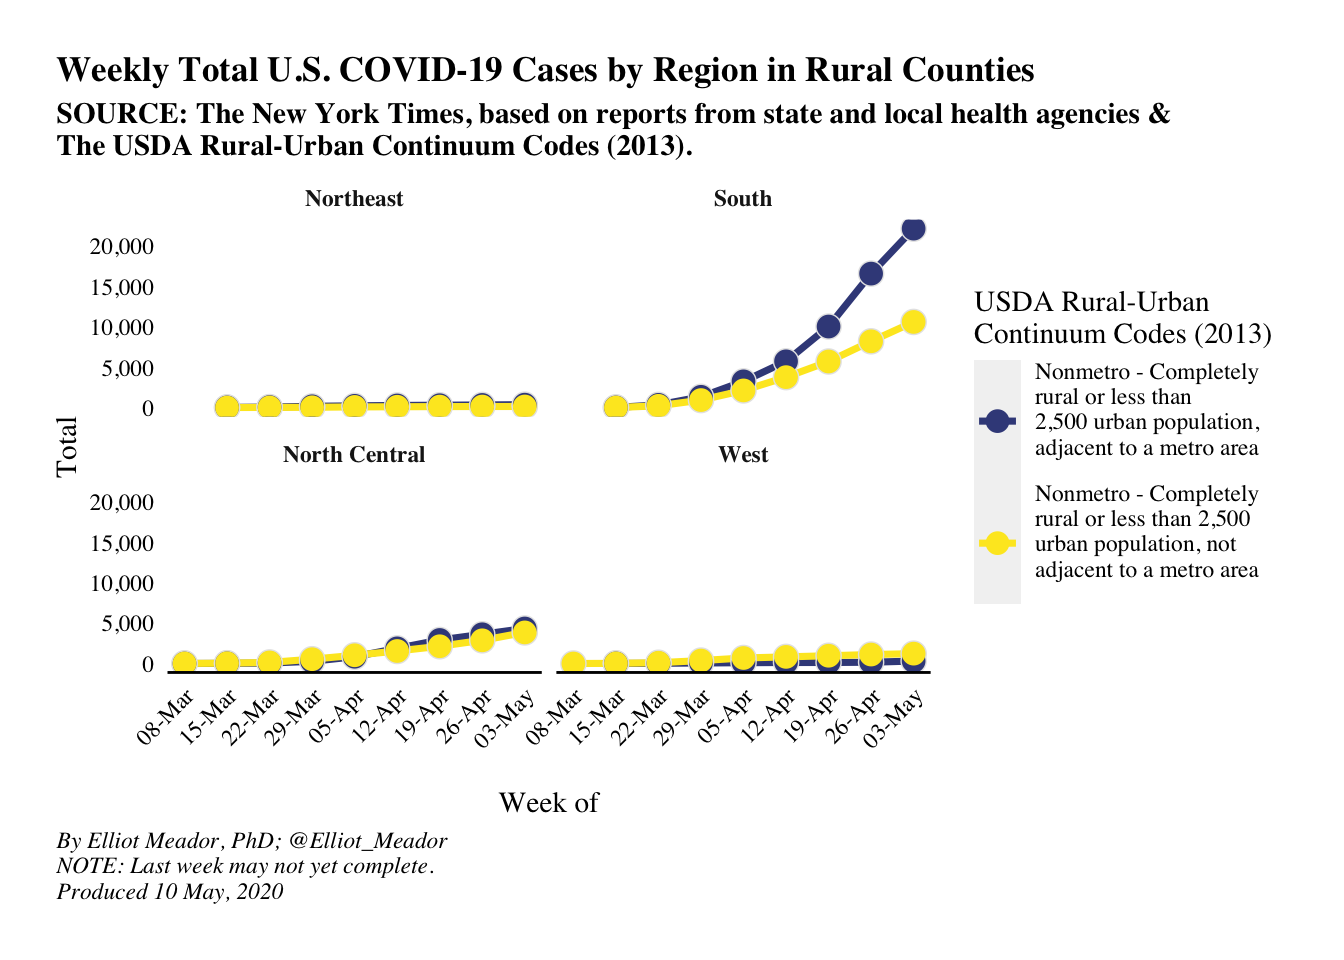 Weekly Total U.S. COVID-19 Cases by Region in Rural Counties
SOURCE: The New York Times, based on reports from state and local health agencies &
The USDA Rural-Urban Continuum Codes (2013).
Northeast
South
20,000
15,000
10,000
5,000
0
Total
North Central
West
20,000
15,000
10,000
5,000
0
08-Mar
15-Mar
22-Mar
29-Mar
05-Apr
12-Apr
19-Apr
26-Apr
03-May
08-Mar
15-Mar
22-Mar
29-Mar
05-Apr
12-Apr
19-Apr
26-Apr
03-May
Week of
USDA Rural-Urban
Continuum Codes (2013)
Nonmetro - Completely
rural or less than
2,500 urban population,
adjacent to a metro area
Nonmetro - Completely
rural or less than 2,500
urban population, not
adjacent to a metro area
By Elliot Meador, PhD; @Elliot_Meador
NOTE: Last week may not yet complete.
Produced 10 May, 2020